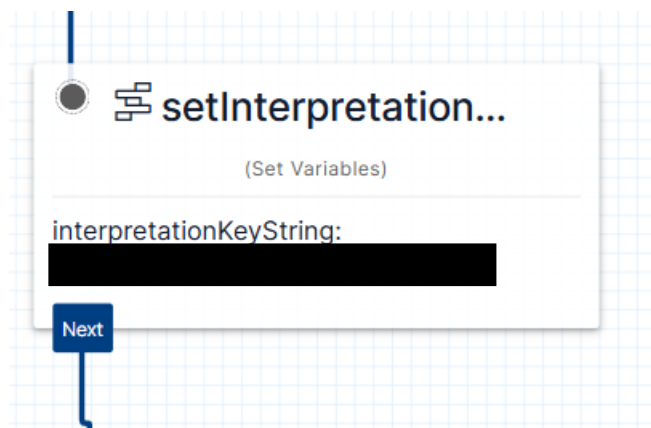 setInterpretation...
(Set Variables)
interpretationKeyString:
Next